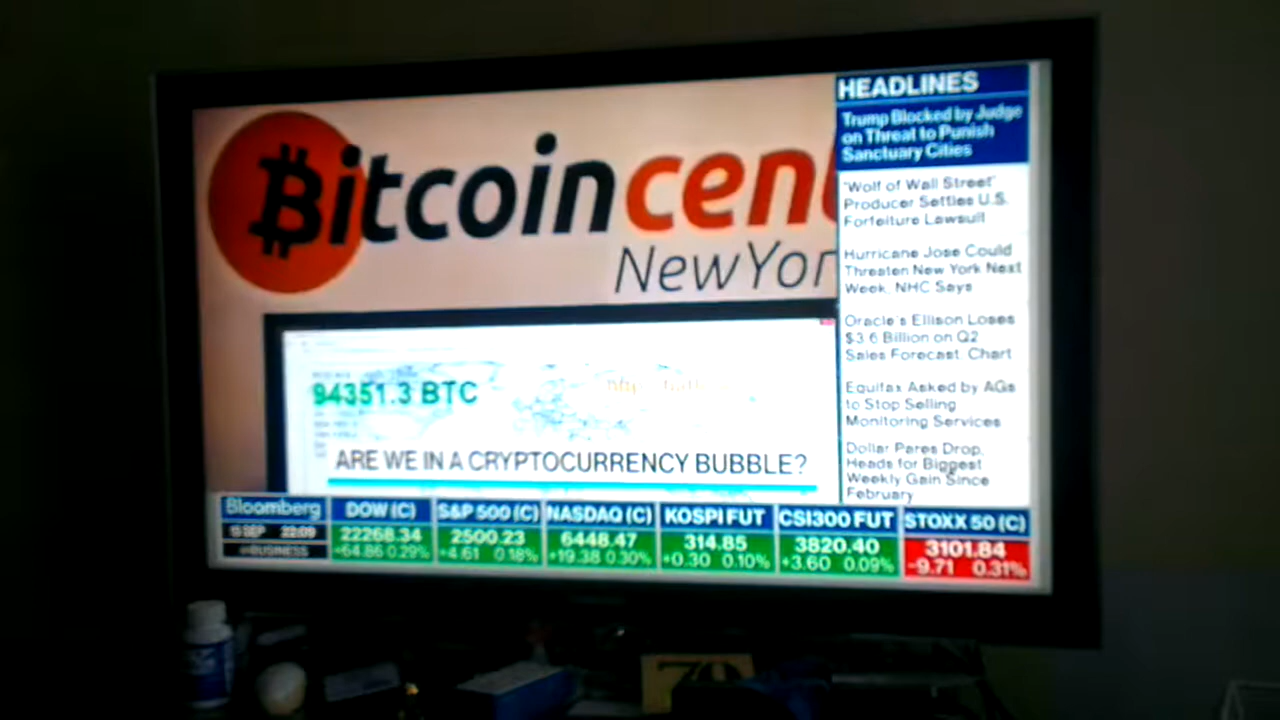 Bitcoincent
NewYor
94351.3 BTC
ARE WE IN A CRYPTOCURRENCY BUBBLE?
HEADLINES
Trump Blocked by Judge
on Threat to Punish
Sanctuary Cities
"Wolf of Wall Street"
Producer Settles U.S.
Forfeiture Lawsuit
Hurricane Jose Could
Threaten New York Next
Week, NHC Says
Oracle's Ellison Loses
$3.6 Billion on Q2
Sales Forecast: Chart
Equifax Asked by AGs
to Stop Selling
Monitoring Services
Dollar Pares Drop,
Heads for Biggest
Weekly Gain Since
February
Bloomberg
15 SEP 22:09
@BUSINESS
DOW (C)
22268.34
+64.86 0.29%
S&P 500 (C)
2500.23
+4.61 0.18%
NASDAQ (C)
6448.47
+19.38 0.30%
KOSPI FUT
314.85
+0.30 0.10%
CSI300 FUT
3820.40
+3.60 0.09%
STOXX 50 (C)
3101.84
-9.71 0.31%
79